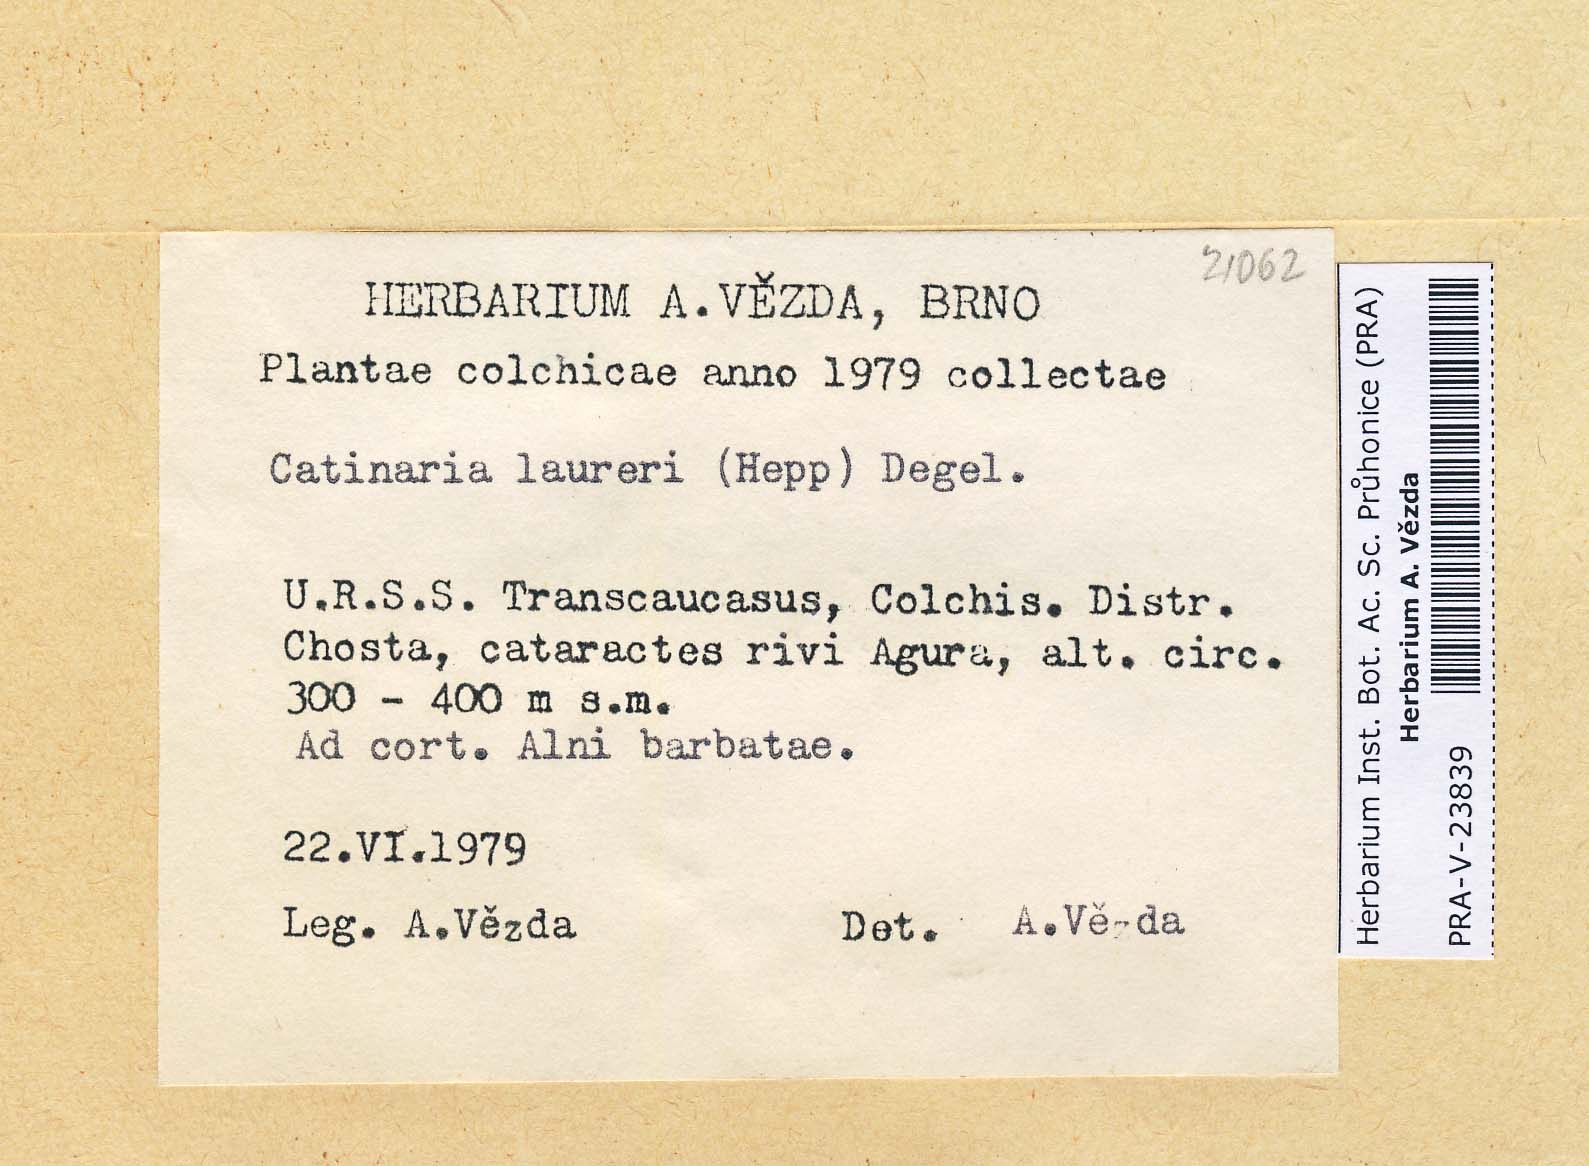 21062
HERBARIUM A.VĚZDA, BRNO
Plantae colchicae anno 1979 collectae
Catinaria laureri (Hepp) Degel.
U.R.S.S. Transcaucasus, Colchis. Distr.
Chosta, cataractes rivi Agura, alt. circ.
300 - 400 m s.m.
Ad cort. Alni barbatae.
22.VI.1979
Leg. A.Vězda Det. A.Vězda
Herbarium Inst. Bot. Ac. Sc. Průhonice (PRA)
Herbarium A. Vězda
PRA-V-23839